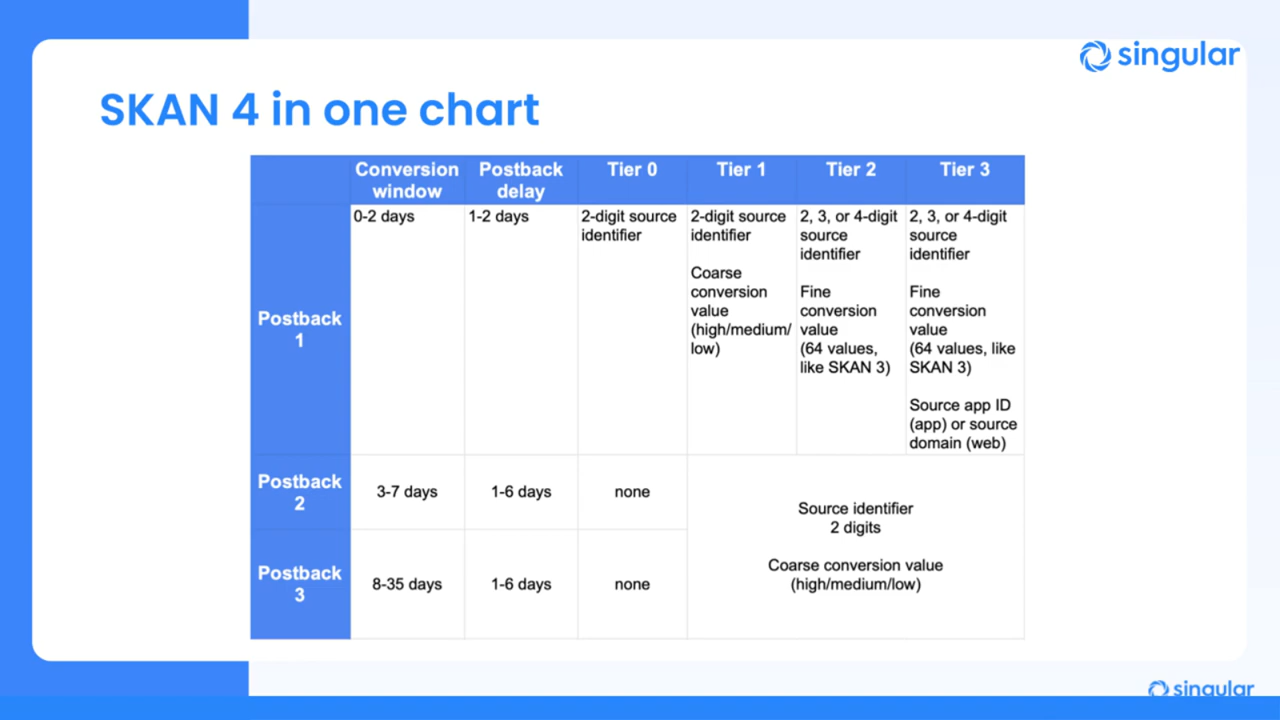 singular
SKAN 4 in one chart
Conversion
window
Postback
delay
Tier 0
Tier 1
Tier 2
Tier 3
Postback
1
0-2 days
1-2 days
2-digit source
identifier
2-digit source
identifier
Coarse
conversion
value
(high/medium/
low)
2, 3, or 4-digit
source
identifier
Fine
conversion
value
(64 values,
like SKAN 3)
2, 3, or 4-digit
source
identifier
Fine
conversion
value
(64 values, like
SKAN 3)
Source app ID
(app) or source
domain (web)
Postback
2
3-7 days
1-6 days
none
Source identifier
2 digits
Coarse conversion value
(high/medium/low)
Postback
3
8-35 days
1-6 days
none
singular